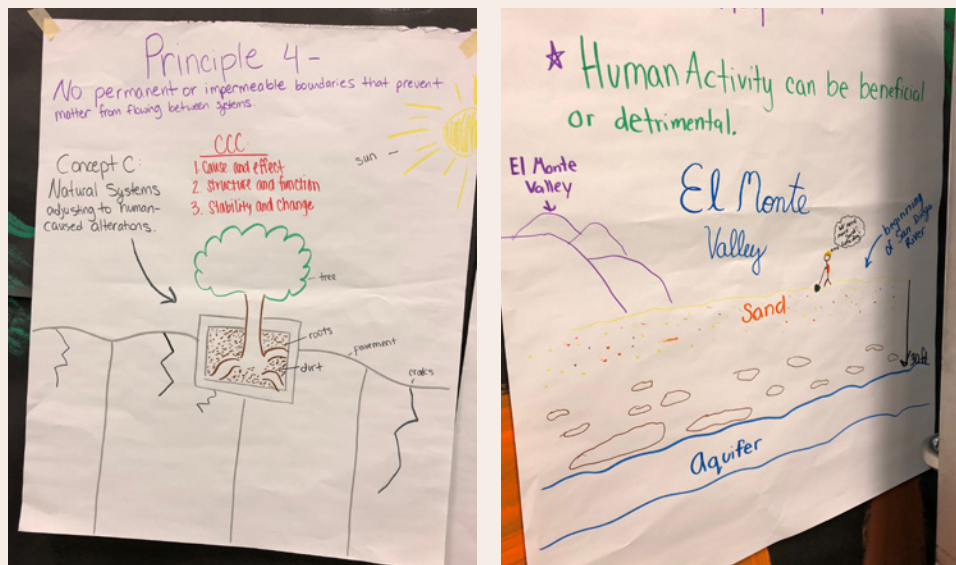 Principle 4-
No permanent or impermeable boundaries that prevent
matter from flowing between systems.
sun
CCC
1. Cause and effect
2. Structure and function
3. Stability and Change
Concept C:
Natural Systems
adjusting to human-
caused alterations.
tree
roots
pavement
dirt
craks
Human Activity can be beneficial
or detrimental.
El Monte
Valley
El Monte
Valley
beginning
of San Diego
River
Sand
30ft
Aquifer